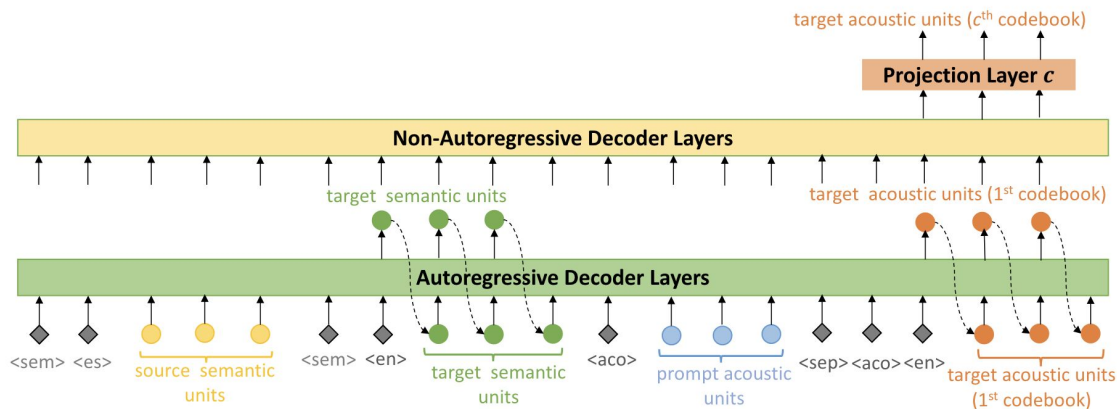 target acoustic units (cᵗʰ codebook)
Projection Layer c
Non-Autoregressive Decoder Layers
target semantic units
target acoustic units (1ˢᵗ codebook)
Autoregressive Decoder Layers
<sem> <es> <sem> <en> <aco> <sep> <aco> <en>
source semantic
units
target semantic
units
prompt acoustic
units
target acoustic units
(1ˢᵗ codebook)